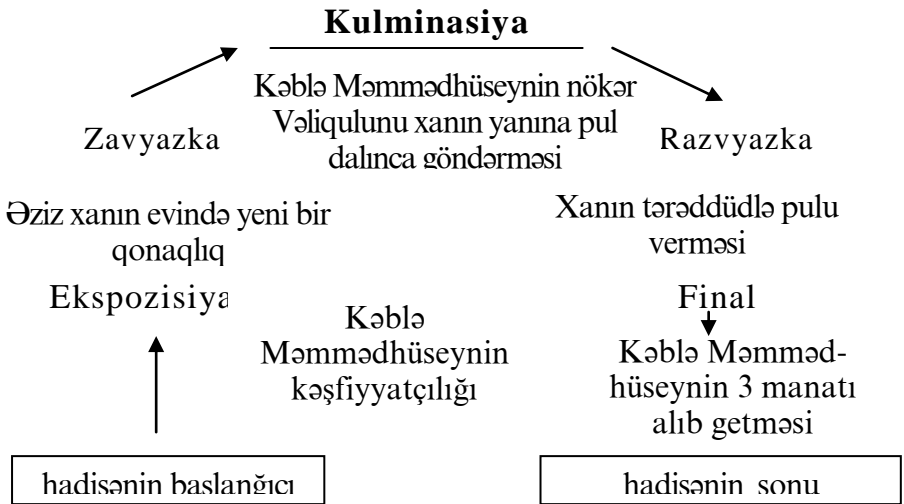 Kulminasiya
Kəblə Məmmədhüseynin nökər
Vəliqulunu xanın yanına pul
dalınca göndərməsi
Zavyazka
Razvyazka
Əziz xanın evində yeni bir
qonaqlıq
Xanın tərəddüdlə pulu
verməsi
Ekspozisiya
Final
Kəblə
Məmmədhüseynin
kəşfiyyatçılığı
Kəblə Məmməd-
hüseynin 3 manatı
alıb getməsi
hadisənin başlanğıcı
hadisənin sonu